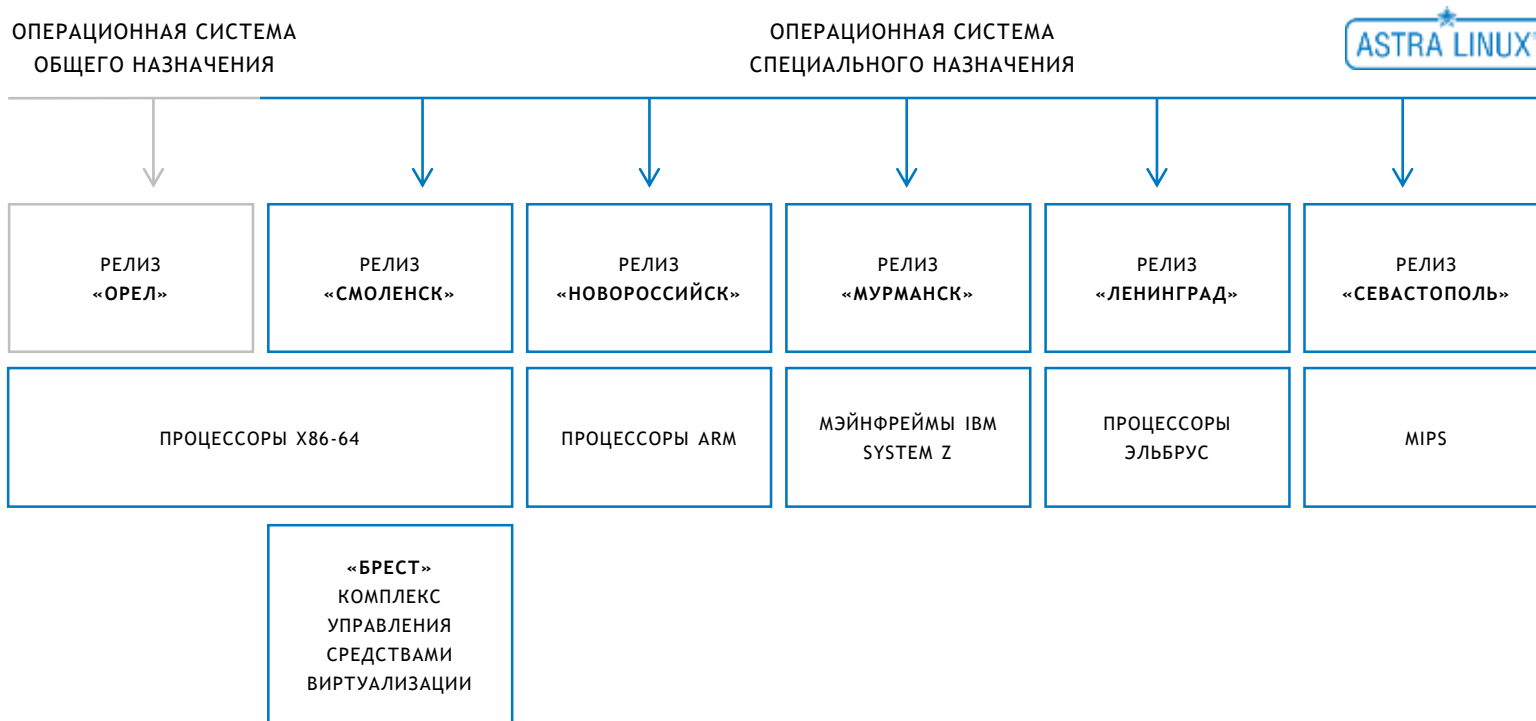 ОПЕРАЦИОННАЯ СИСТЕМА
ОБЩЕГО НАЗНАЧЕНИЯ
ОПЕРАЦИОННАЯ СИСТЕМА
СПЕЦИАЛЬНОГО НАЗНАЧЕНИЯ
ASTRA LINUX
РЕЛИЗ
«ОРЕЛ»
РЕЛИЗ
«СМОЛЕНСК»
РЕЛИЗ
«НОВОРОССИЙСК»
РЕЛИЗ
«МУРМАНСК»
РЕЛИЗ
«ЛЕНИНГРАД»
РЕЛИЗ
«СЕВАСТОПОЛЬ»
ПРОЦЕССОРЫ X86-64
ПРОЦЕССОРЫ ARM
МЭЙНФРЕЙМЫ IBM
SYSTEM Z
ПРОЦЕССОРЫ
ЭЛЬБРУС
MIPS
«БРЕСТ»
КОМПЛЕКС
УПРАВЛЕНИЯ
СРЕДСТВАМИ
ВИРТУАЛИЗАЦИИ